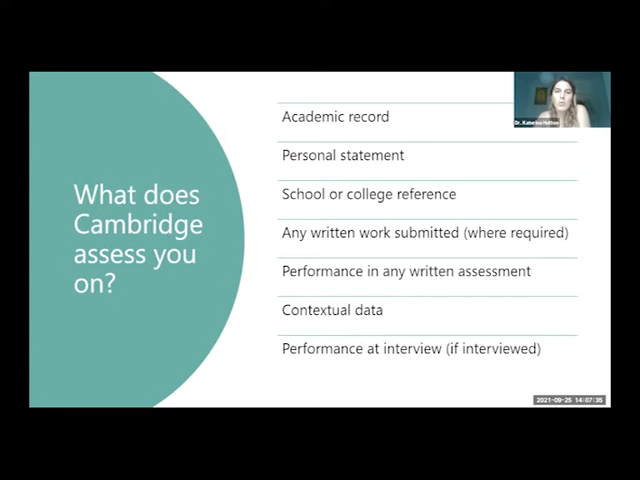 What does
Cambridge
assess you
on?
Academic record
Personal statement
School or college reference
Any written work submitted (where required)
Performance in any written assessment
Contextual data
Performance at interview (if interviewed)
Dr.
2021-09-25 14:07:35